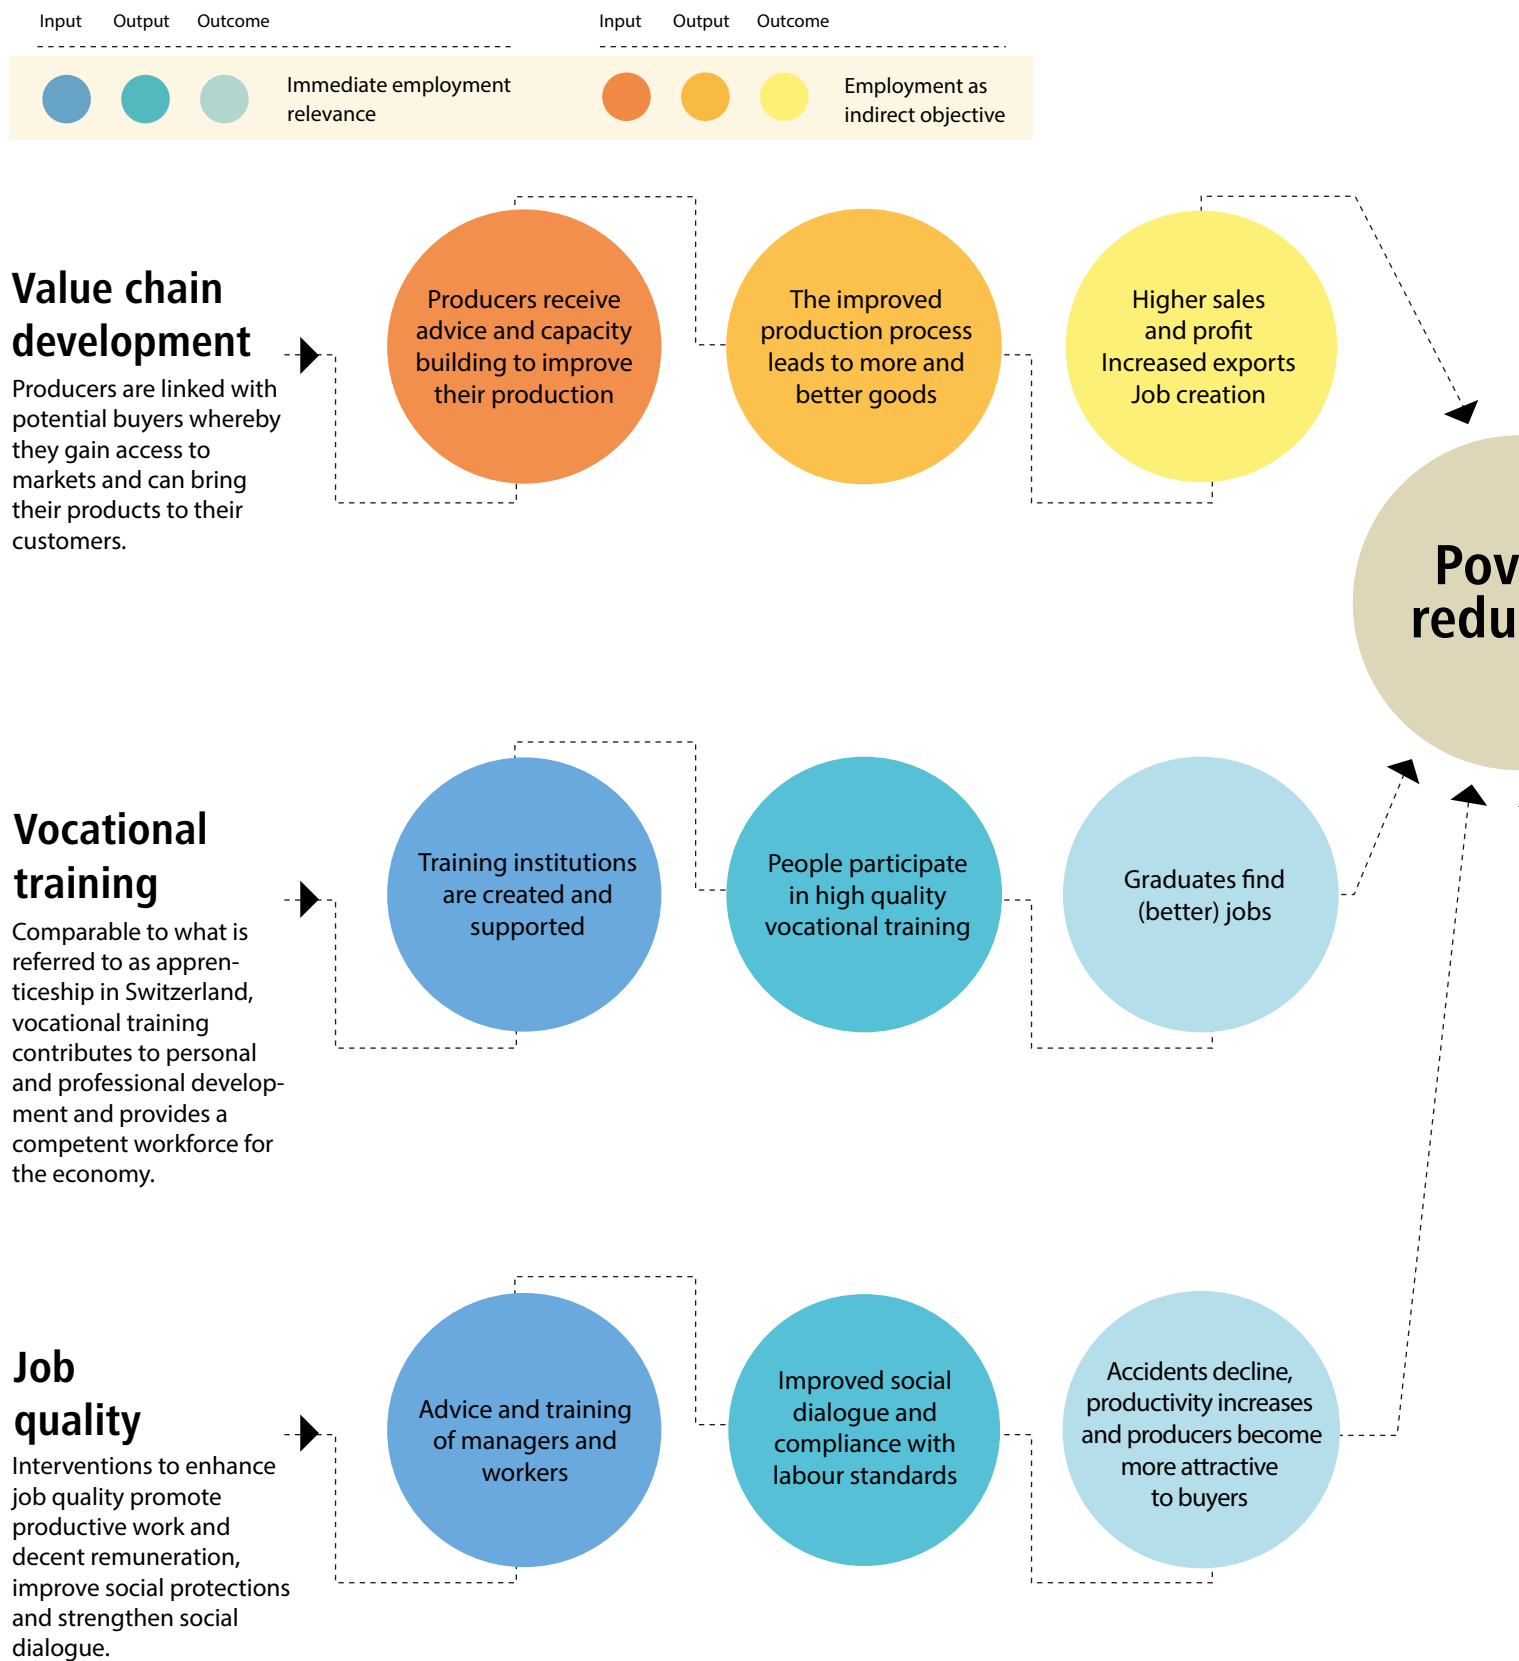 Input Output Outcome
Input Output Outcome
Immediate employment
relevance
Employment as
indirect objective
Value chain
development
Producers are linked with
potential buyers whereby
they gain access to
markets and can bring
their products to their
customers.
Producers receive
advice and capacity
building to improve
their production
The improved
production process
leads to more and
better goods
Higher sales
and profit
Increased exports
Job creation
Pov
redu
Vocational
training
Comparable to what is
referred to as appren-
ticeship in Switzerland,
vocational training
contributes to personal
and professional develop-
ment and provides a
competent workforce for
the economy.
Training institutions
are created and
supported
People participate
in high quality
vocational training
Graduates find
(better) jobs
Job
quality
Interventions to enhance
job quality promote
productive work and
decent remuneration,
improve social protections
and strengthen social
dialogue.
Advice and training
of managers and
workers
Improved social
dialogue and
compliance with
labour standards
Accidents decline,
productivity increases
and producers become
more attractive
to buyers